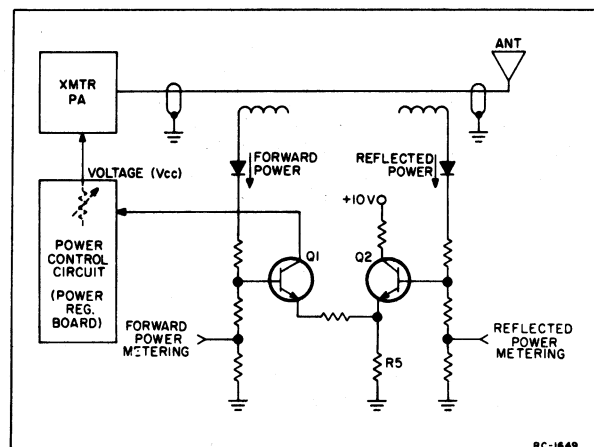 ANT
XMTR
PA
VOLTAGE (Vcc)
FORWARD
POWER
REFLECTED
POWER
+10V
POWER
CONTROL
CIRCUIT
(POWER
REG.
BOARD)
Q1
Q2
FORWARD
POWER
METERING
R5
REFLECTED
POWER
METERING
RC-1649